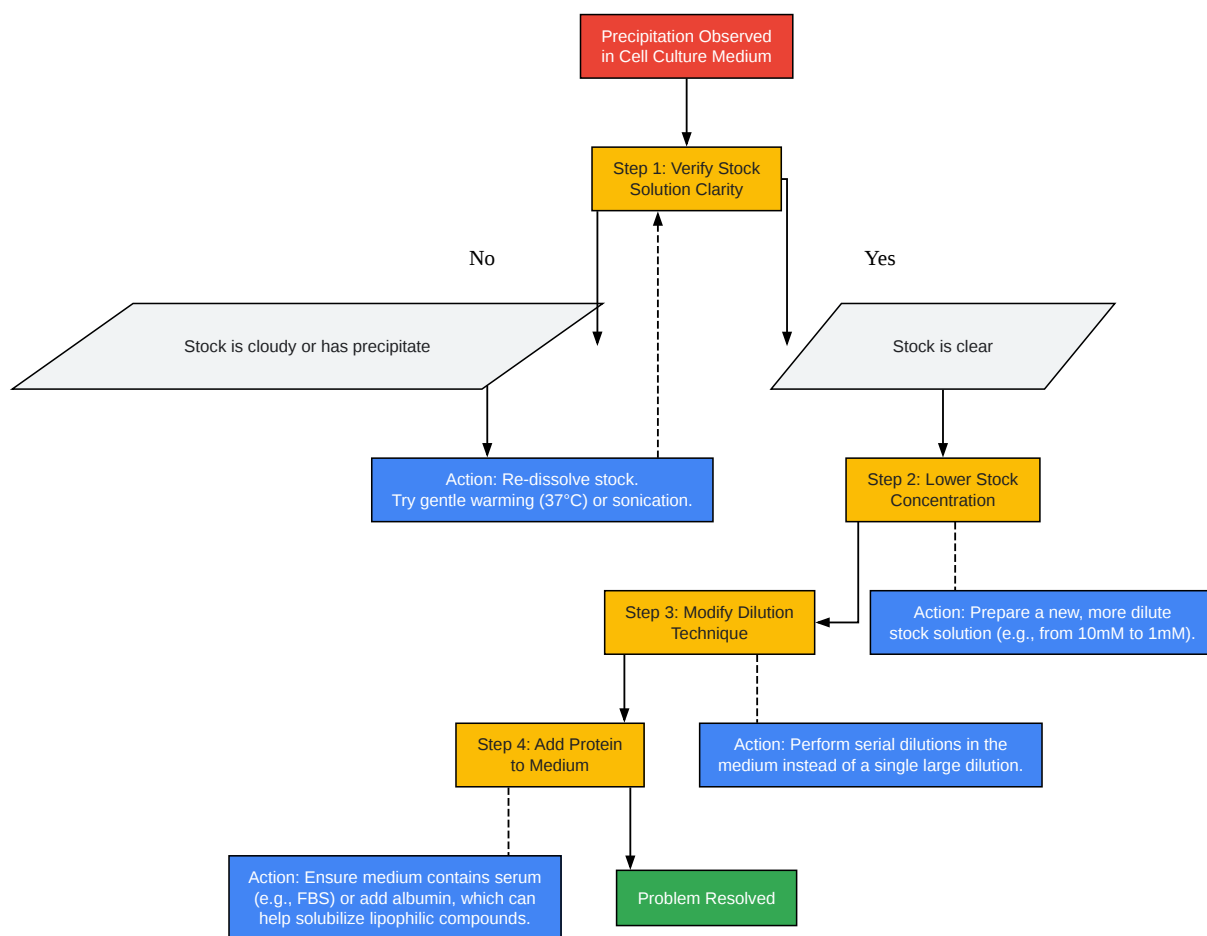 Precipitation Observed
in Cell Culture Medium
Step 1: Verify Stock
Solution Clarity
No
Yes
Stock is cloudy or has precipitate
Stock is clear
Action: Re-dissolve stock.
Try gentle warming (37°C) or sonication.
Step 2: Lower Stock
Concentration
Step 3: Modify Dilution
Technique
Action: Prepare a new, more dilute
stock solution (e.g., from 10mM to 1mM).
Step 4: Add Protein
to Medium
Action: Perform serial dilutions in the
medium instead of a single large dilution.
Action: Ensure medium contains serum
(e.g., FBS) or add albumin, which can
help solubilize lipophilic compounds.
Problem Resolved